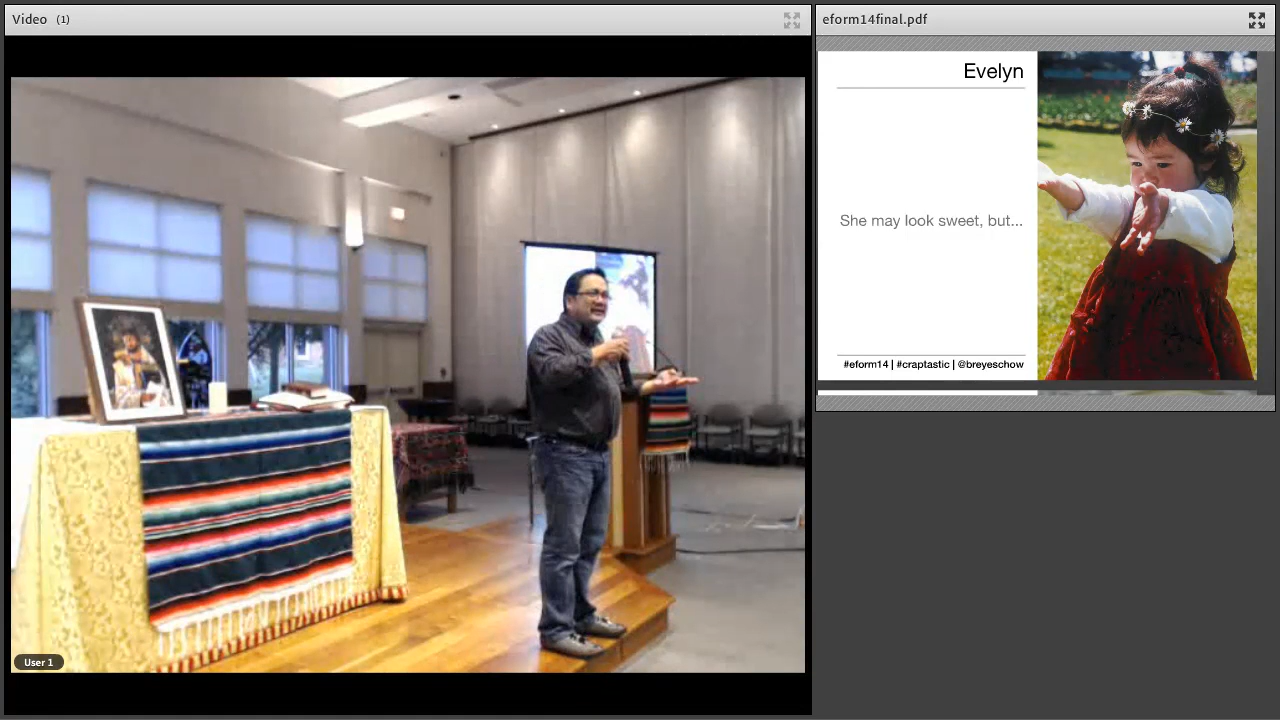 Video (1)
eform14final.pdf
Evelyn
She may look sweet, but...
#eform14 | #craptastic | @breyeschow
User 1